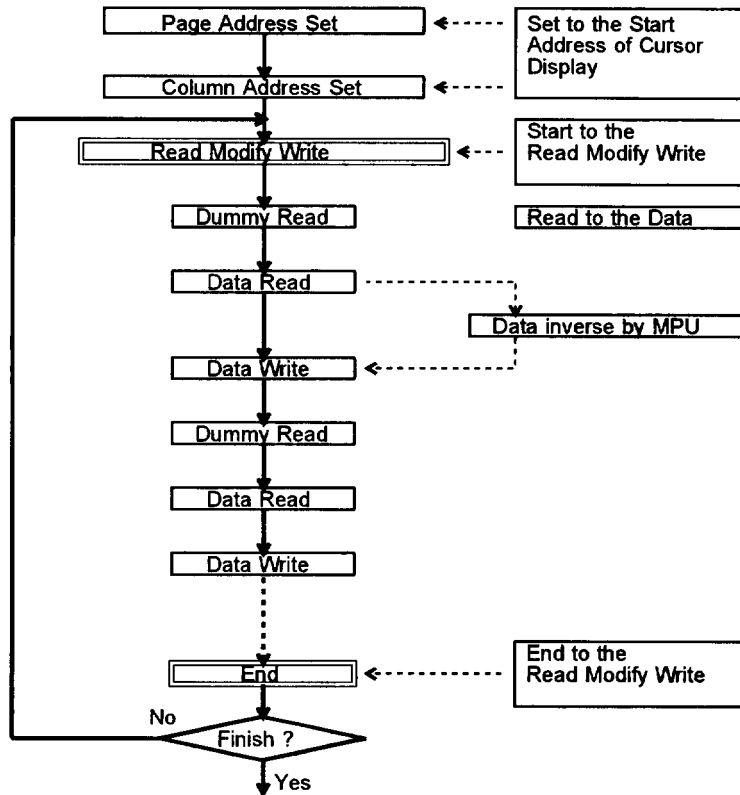 Page Address Set
Set to the Start
Address of Cursor
Display
Column Address Set
Start to the
Read Modify Write
Read Modify Write
Dummy Read
Read to the Data
Data Read
Data inverse by MPU
Data Write
Dummy Read
Data Read
Data Write
End to the
Read Modify Write
End
No
Finish ?
Yes